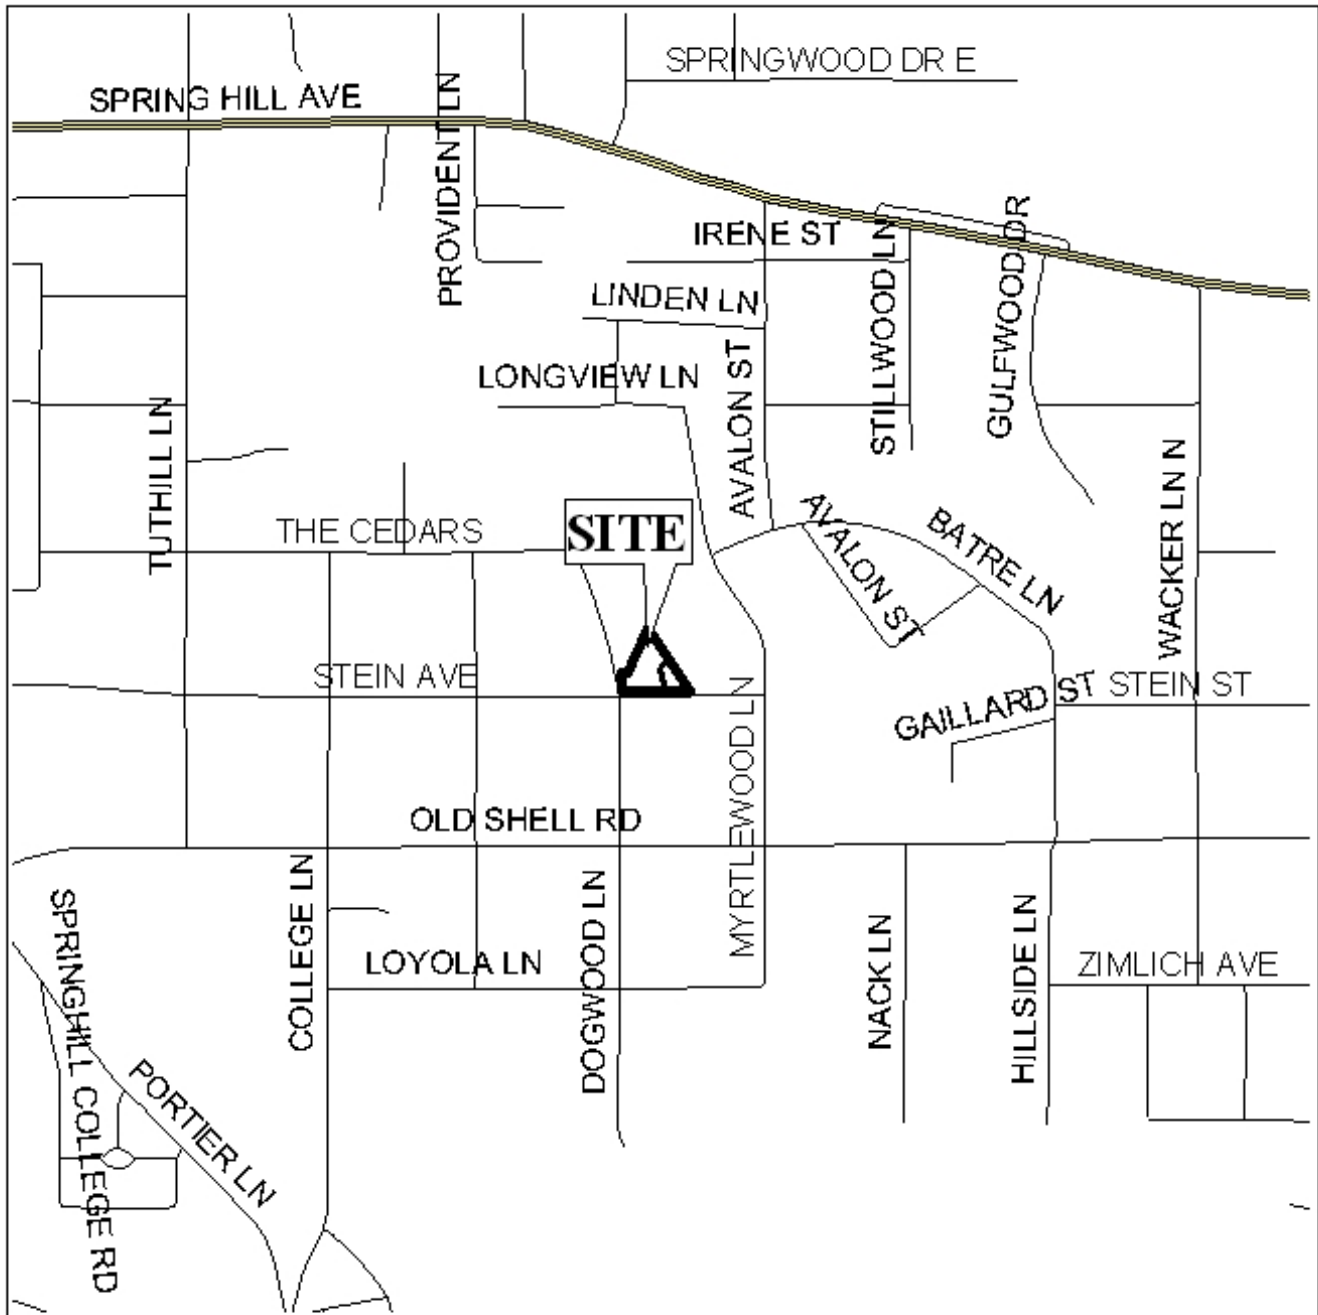 SPRINGWOOD DR E
SPRING HILL AVE
PROVIDENT LN
IRENE ST
LINDEN LN
STILLWOOD LN
GULFWOOD DR
LONGVIEW LN
AVALON ST
TUTHILL LN
THE CEDARS
SITE
AVALON ST
BATRE LN
WACKER LN N
STEIN AVE
GAILLARD ST
STEIN ST
MYRTLEWOOD LN
OLD SHELL RD
COLLEGE LN
DOGWOOD LN
NACK LN
HILLSIDE LN
LOYOLA LN
ZIMLICH AVE
SPRINGHILL COLLEGE RD
PORTIER LN